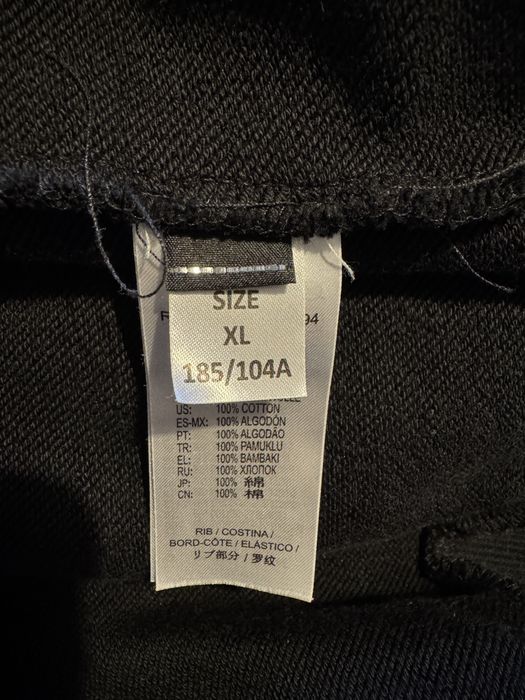 SIZE
XL
185/104A
R
94
US: 100% COTTON
ES-MX: 100% ALGODÓN
PT: 100% ALGODÃO
TR: 100% PAMUKLU
EL: 100% BAMBAKI
RU: 100% ХЛОПОК
JP: 100% 綿
CN: 100% 棉
RIB / COSTINA /
BORD-CÔTE / ELÁSTICO /
リブ部分 / 罗纹